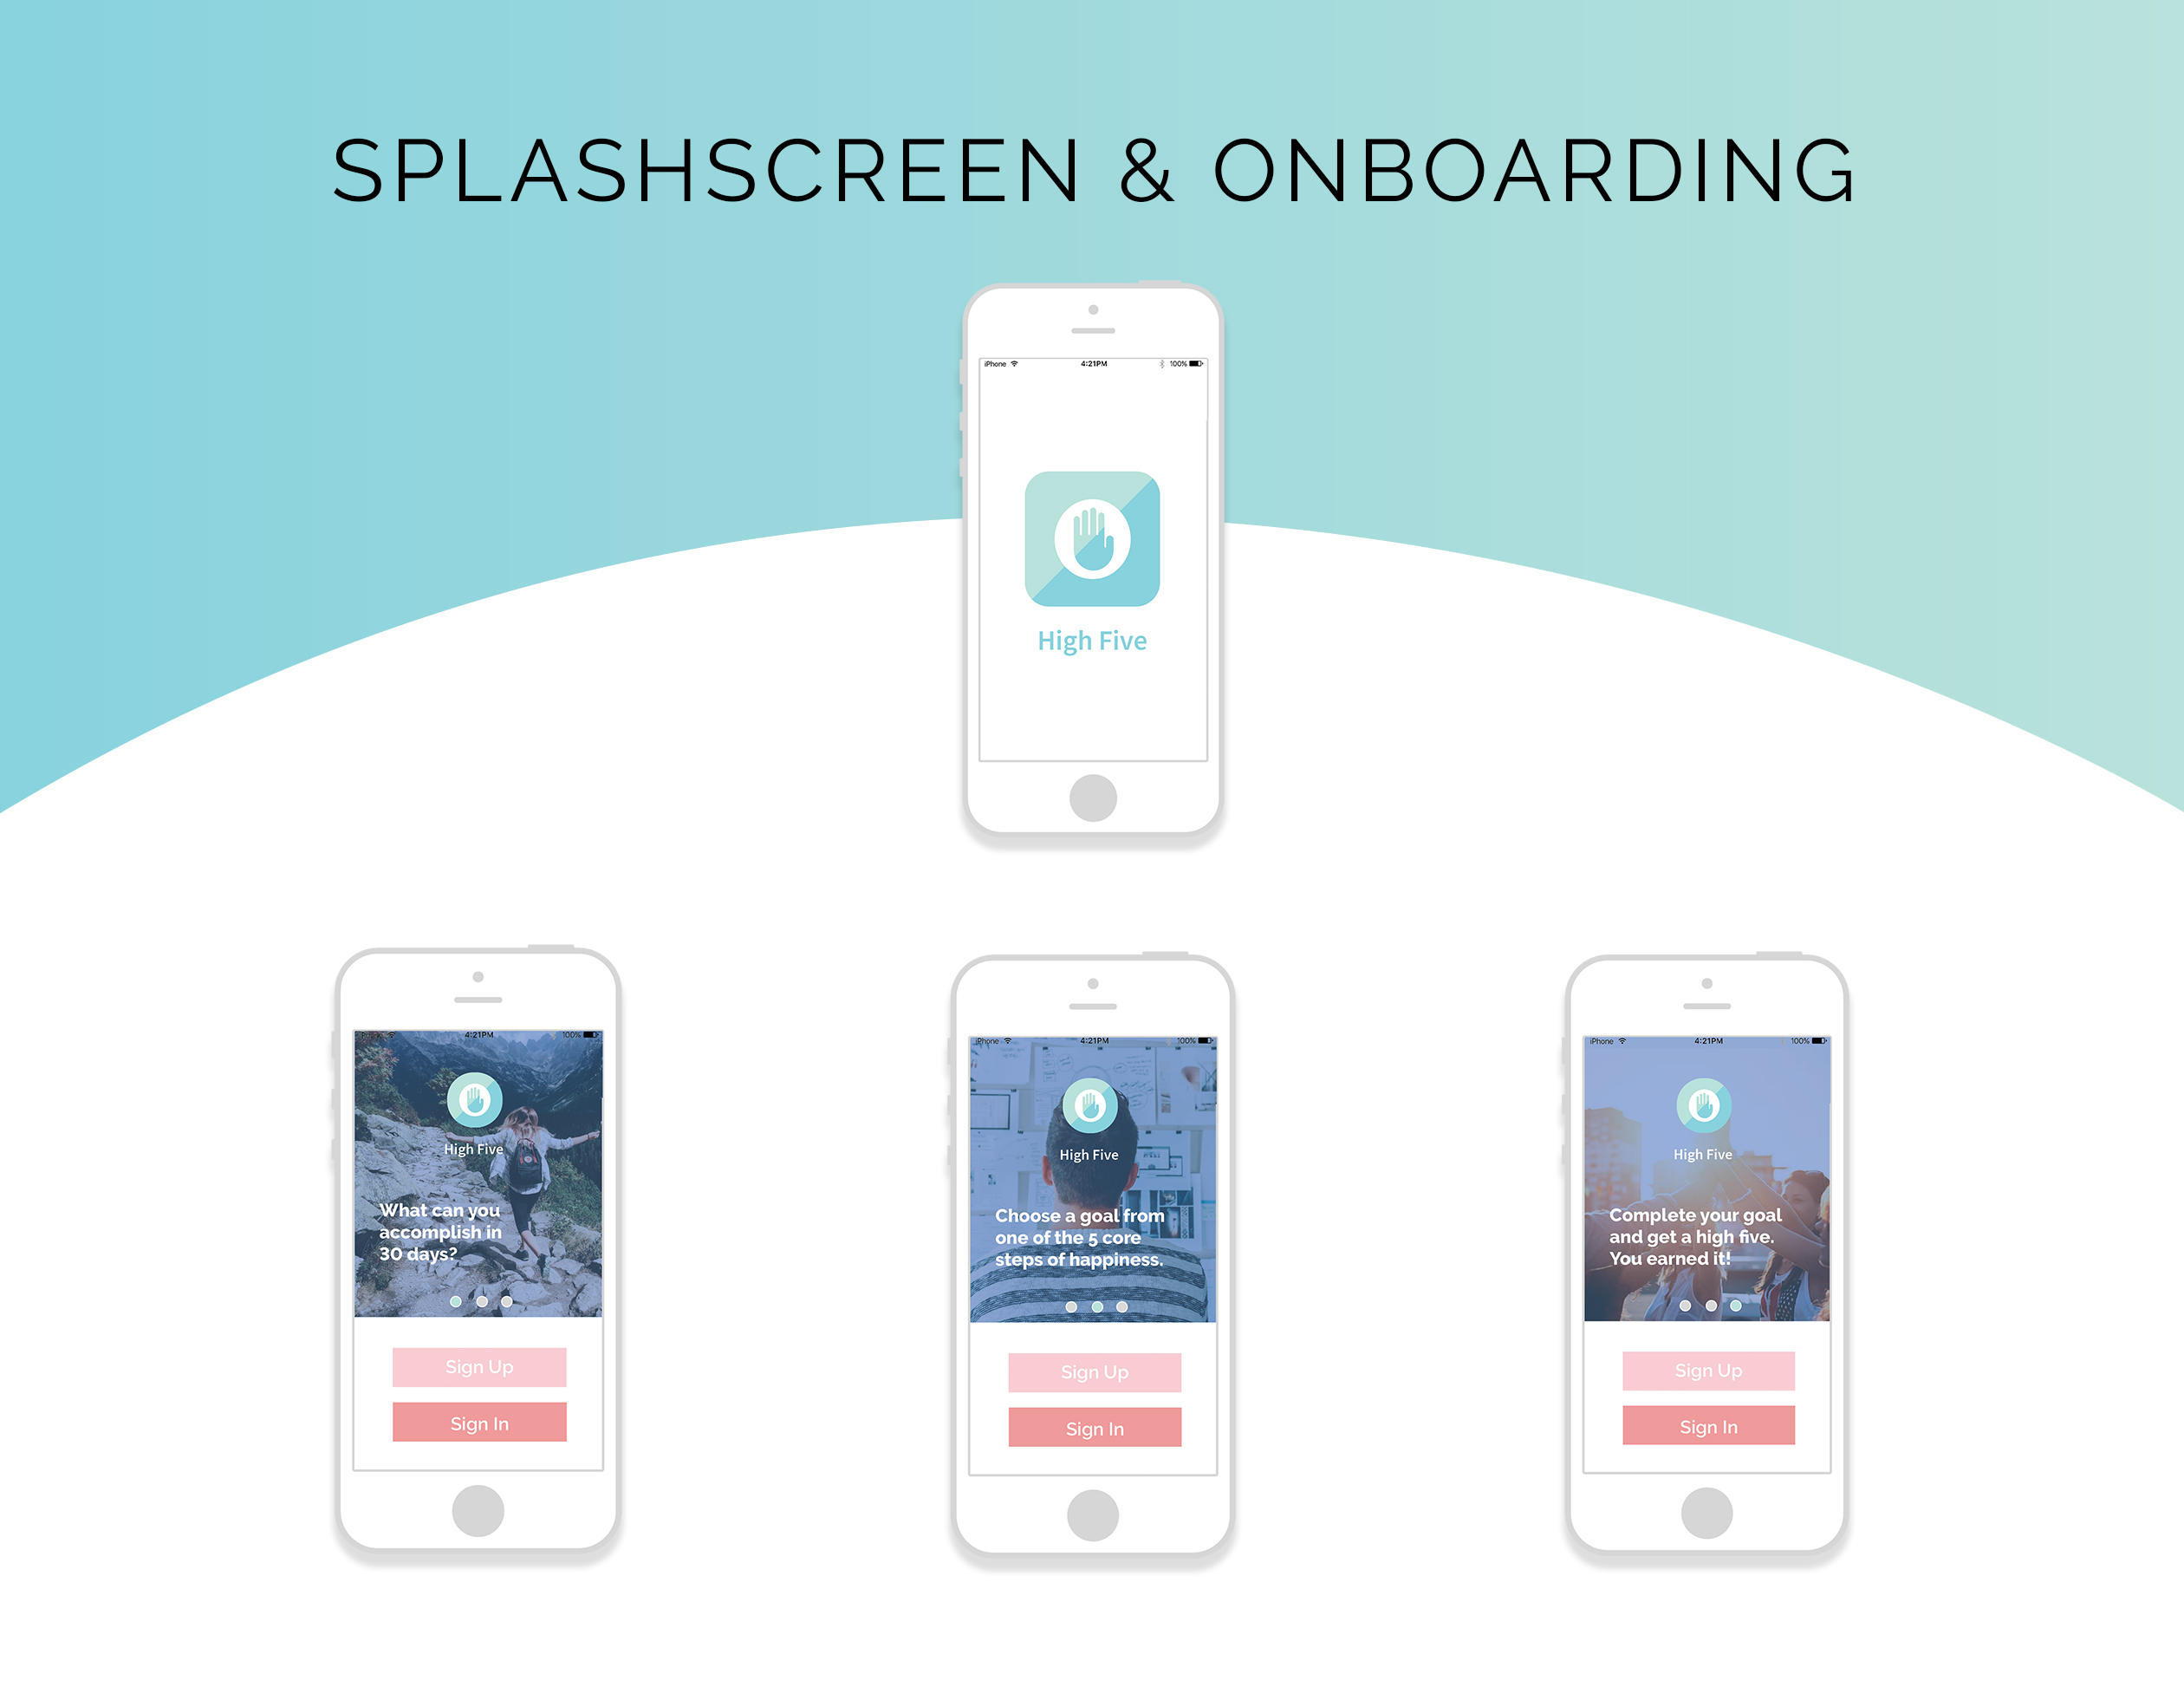 SPLASHSCREEN & ONBOARDING
iPhone 4:21PM 100%
High Five
iPhone 4:21PM 100%
High Five
What can you
accomplish in
30 days?
Sign Up
Sign In
iPhone 4:21PM 100%
High Five
Choose a goal from
one of the 5 core
steps of happiness.
Sign Up
Sign In
iPhone 4:21PM 100%
High Five
Complete your goal
and get a high five.
You earned it!
Sign Up
Sign In